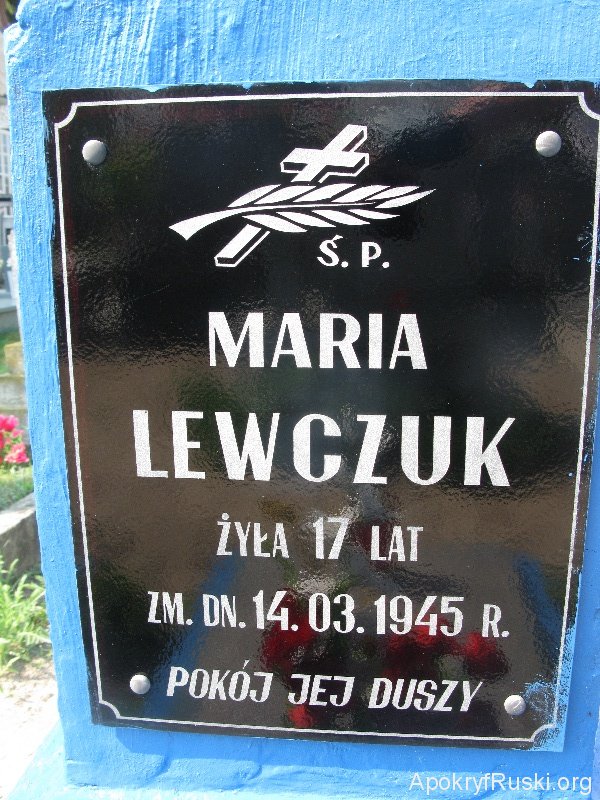 Ś. P.
MARIA
LEWCZUK
ŻYŁA 17 LAT
ZM. DN. 14. 03. 1945 R.
POKÓJ JEJ DUSZY
ApokryfRuski.org